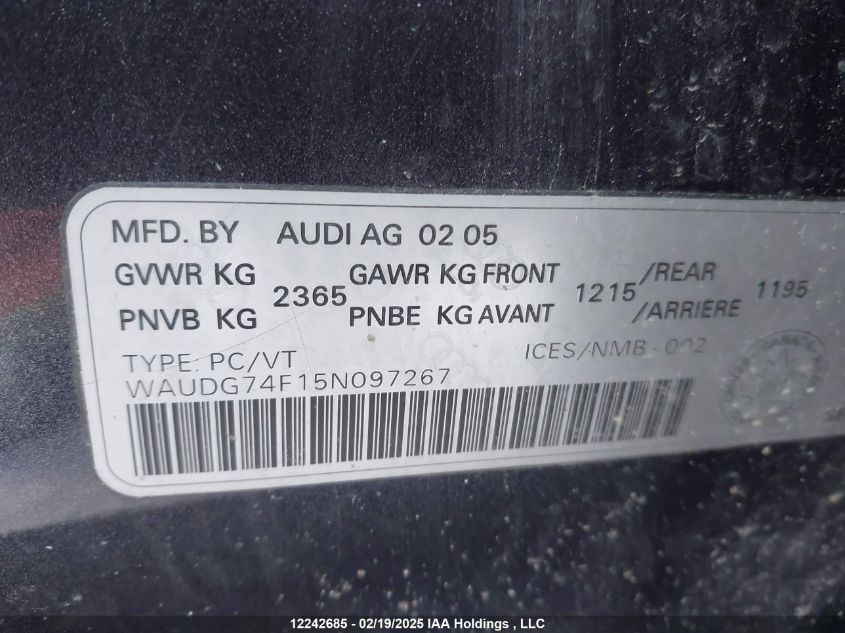 MFD. BY AUDI AG 02 05
GVWR KG 2365 GAWR KG FRONT 1215 /REAR 1195
PNVB KG PNBE KG AVANT /ARRIERE
TYPE: PC/VT ICES/NMB-002
WAUDG74F15N097267
12242685 - 02/19/2025 IAA Holdings , LLC